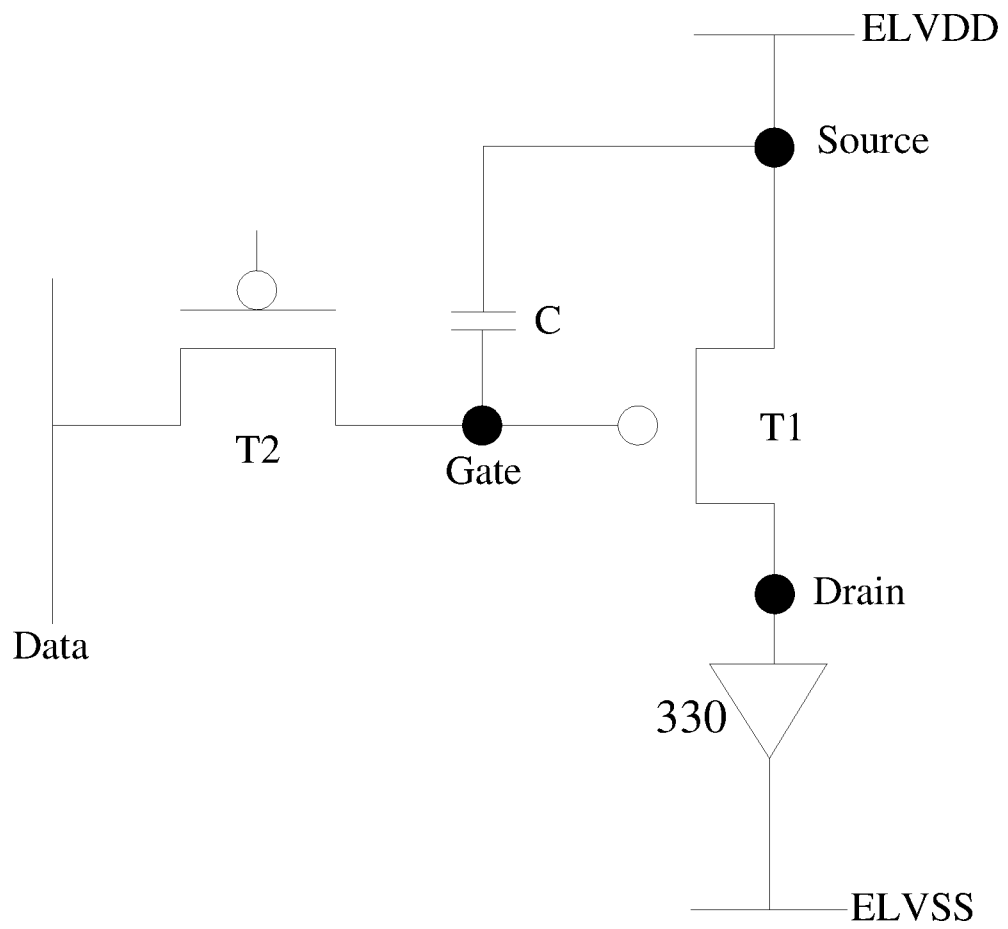 ELVDD
Source
C
T2
Gate
T1
Drain
Data
330
ELVSS